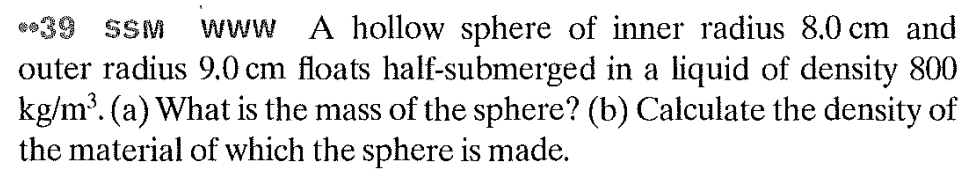 ••39 SSM WWW A hollow sphere of inner radius 8.0 cm and
outer radius 9.0 cm floats half-submerged in a liquid of density 800
kg/m³. (a) What is the mass of the sphere? (b) Calculate the density of
the material of which the sphere is made.